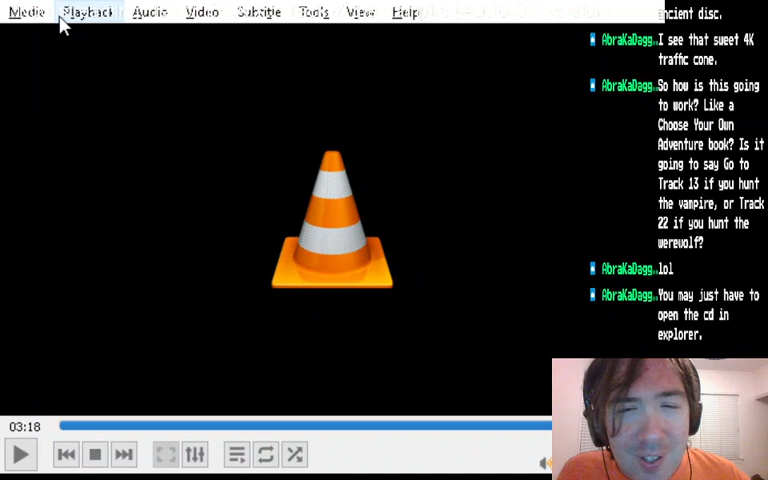 Media Playback Audio Video Subtitle Tools View Help
ancient disc.
AbraKaDagg.. I see that sweet 4K
traffic cone.
AbraKaDagg.. So how is this going
to work? Like a
Choose Your Own
Adventure book? Is it
going to say Go to
Track 13 if you hunt
the vampire, or Track
22 if you hunt the
werewolf?
AbraKaDagg.. lol
AbraKaDagg.. You may just have to
open the cd in
explorer.
03:18